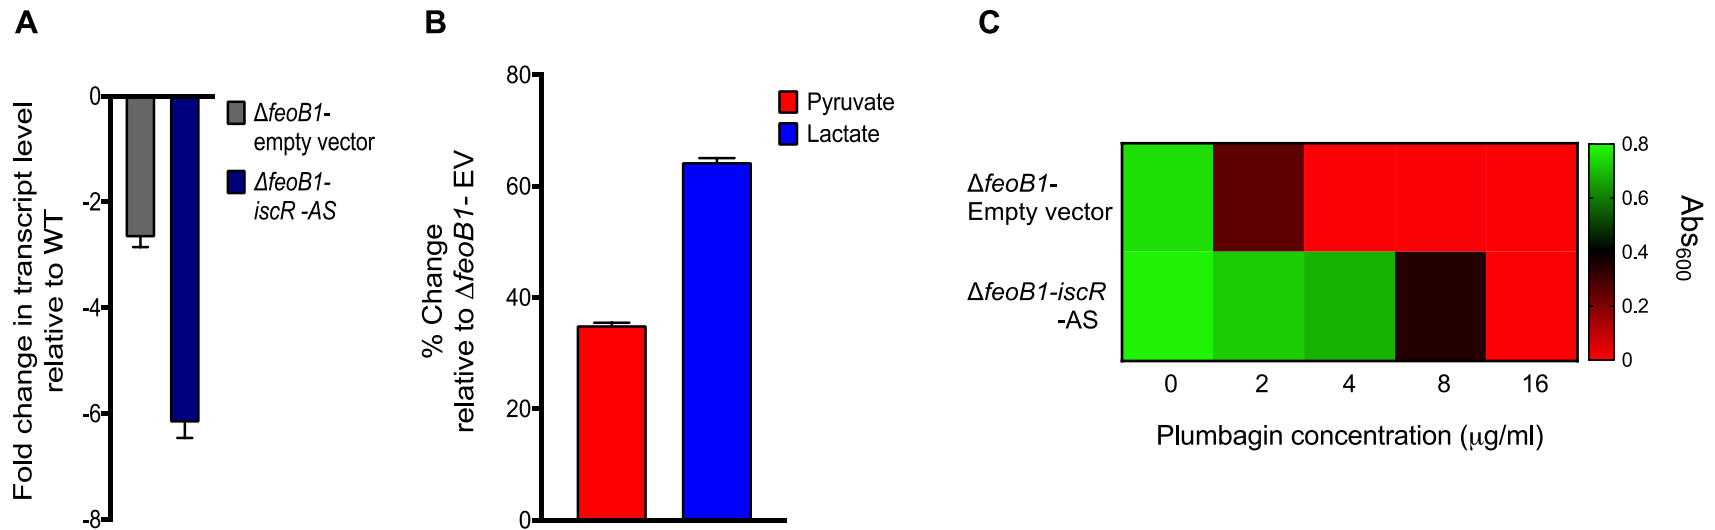 A
Fold change in transcript level
relative to WT
0
-2
-4
-6
-8
ΔfeoB1-
empty vector
ΔfeoB1-
iscR -AS
B
% Change
relative to ΔfeoB1- EV
80
60
40
20
0
Pyruvate
Lactate
C
ΔfeoB1-
Empty vector
ΔfeoB1-iscR
-AS
0 2 4 8 16
Plumbagin concentration (μg/ml)
0.8
0.6
0.4
0.2
0
Abs600